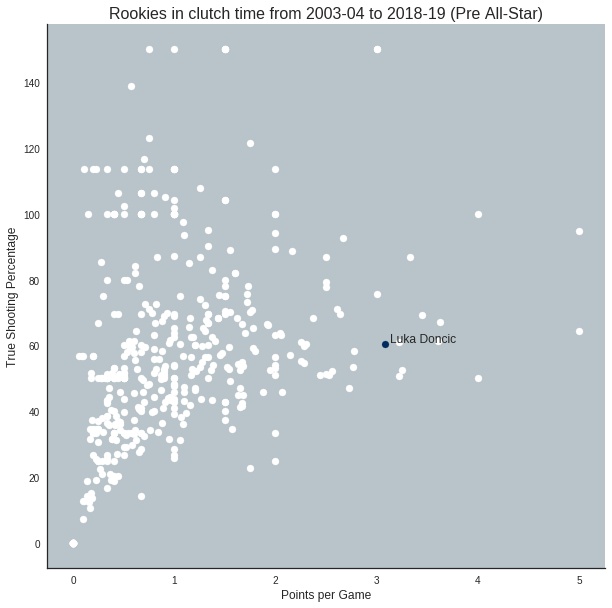 Rookies in clutch time from 2003-04 to 2018-19 (Pre All-Star)
True Shooting Percentage
140
120
100
80
60
40
20
0
Luka Doncic
0 1 2 3 4 5
Points per Game